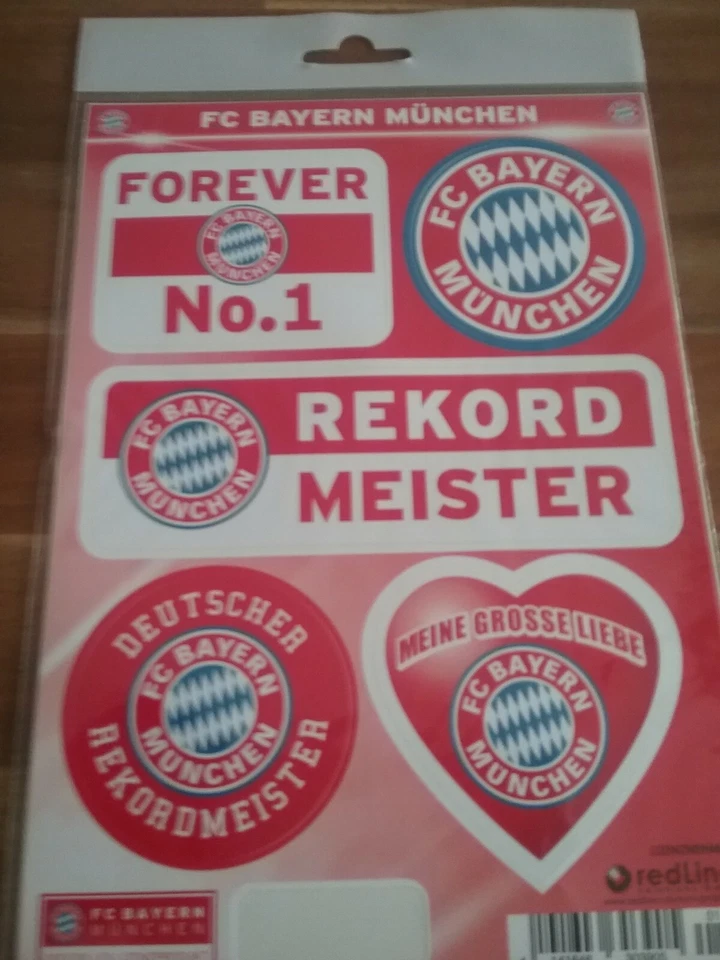 FC BAYERN MÜNCHEN
FOREVER
FC BAYERN
MÜNCHEN
No.1
FC BAYERN
MÜNCHEN
FC BAYERN
MÜNCHEN
REKORD
MEISTER
DEUTSCHER
FC BAYERN
MÜNCHEN
REKORDMEISTER
MEINE GROSSE LIEBE
FC BAYERN
MÜNCHEN
redLin
FC BAYERN
MÜNCHEN